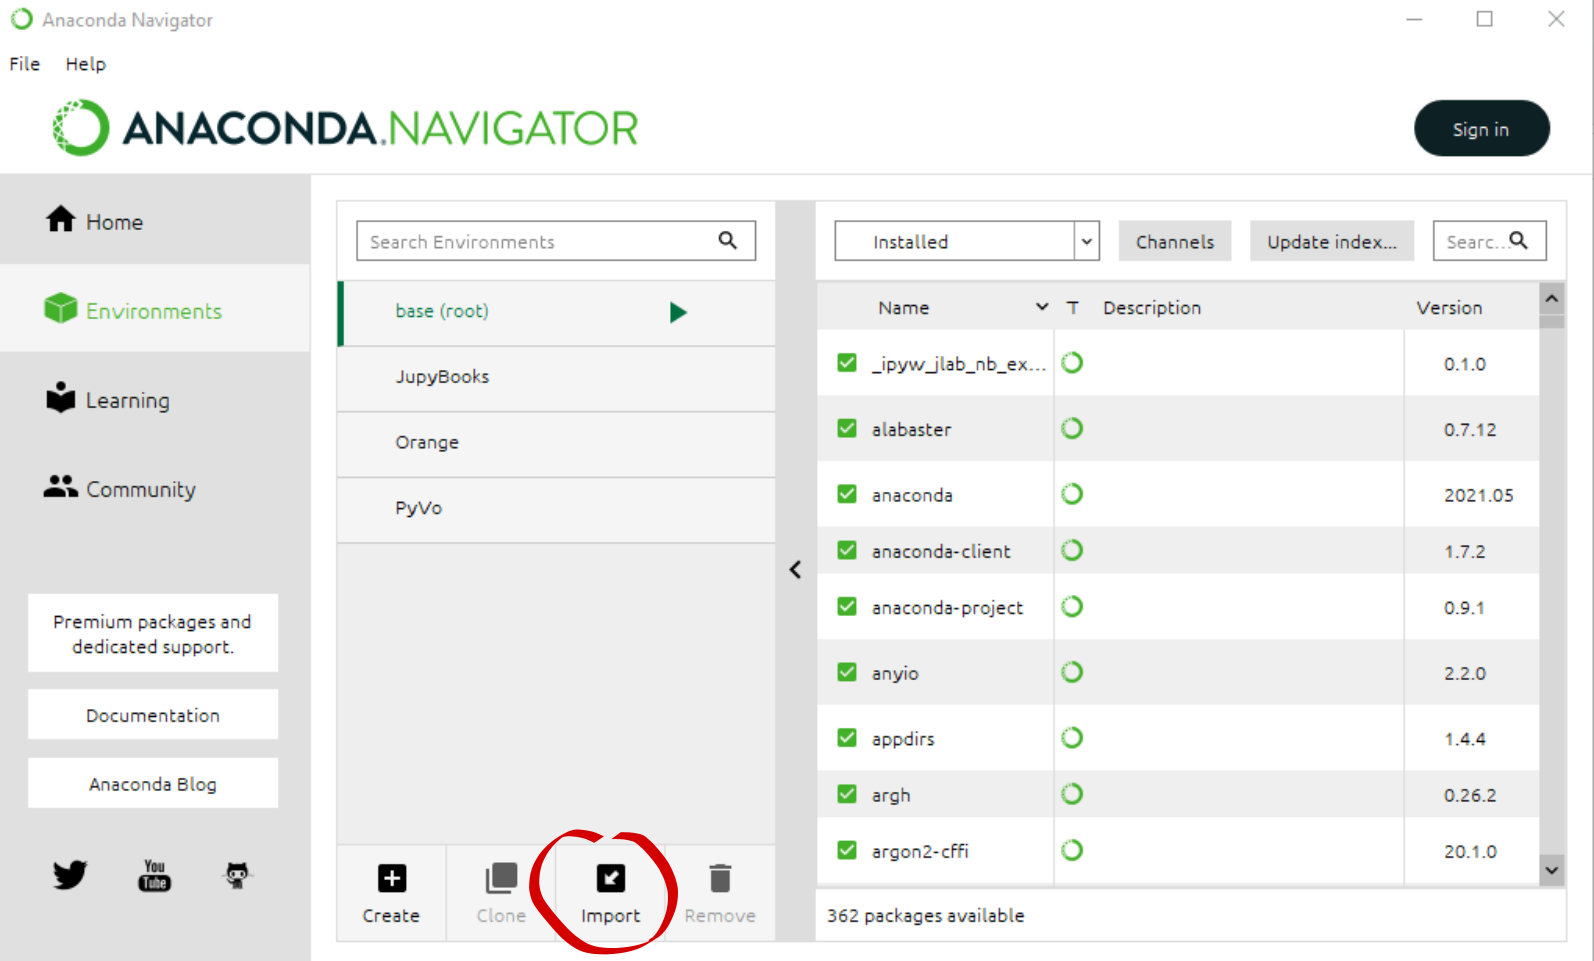 Anaconda Navigator
File Help
ANACONDA.NAVIGATOR
Sign in
Home
Environments
Learning
Community
Premium packages and
dedicated support.
Documentation
Anaconda Blog
You
Tube
Search Environments
base (root)
JupyBooks
Orange
PyVo
Create Clone Import Remove
Installed Channels Update index... Searc...
Name T Description Version
_ipyw_jlab_nb_ex... 0.1.0
alabaster 0.7.12
anaconda 2021.05
anaconda-client 1.7.2
anaconda-project 0.9.1
anyio 2.2.0
appdirs 1.4.4
argh 0.26.2
argon2-cffi 20.1.0
362 packages available